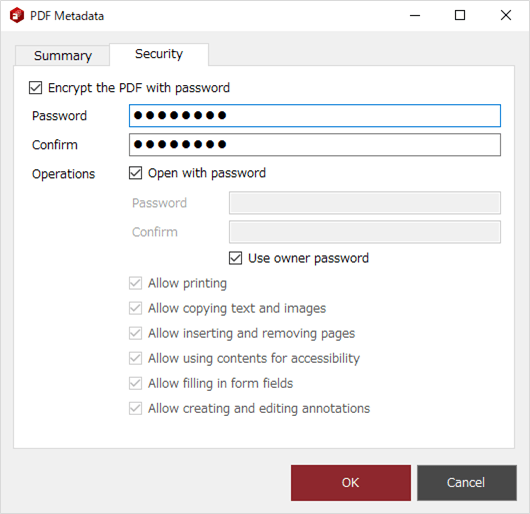 PDF Metadata
Summary
Security
Encrypt the PDF with password
Password
Confirm
Operations
Open with password
Password
Confirm
Use owner password
Allow printing
Allow copying text and images
Allow inserting and removing pages
Allow using contents for accessibility
Allow filling in form fields
Allow creating and editing annotations
OK
Cancel